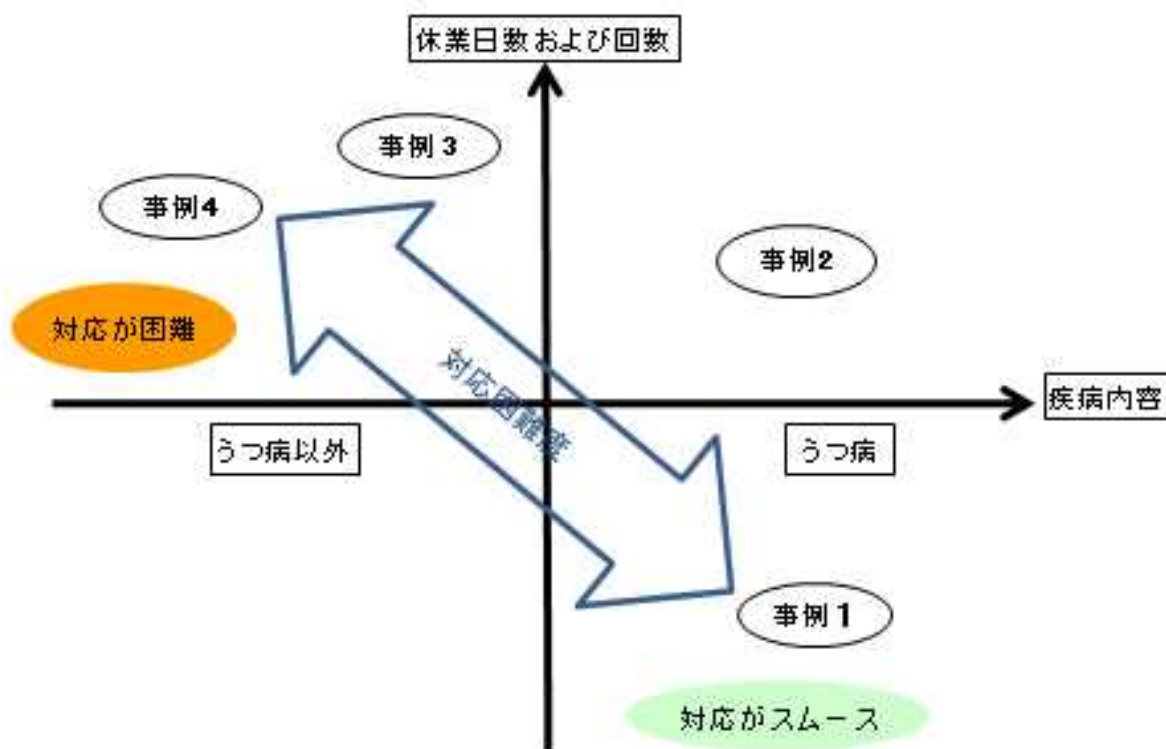 休業日数および回数
事例3
事例4
事例2
対応が困難
対応困難度
疾病内容
うつ病以外
うつ病
事例1
対応がスムース